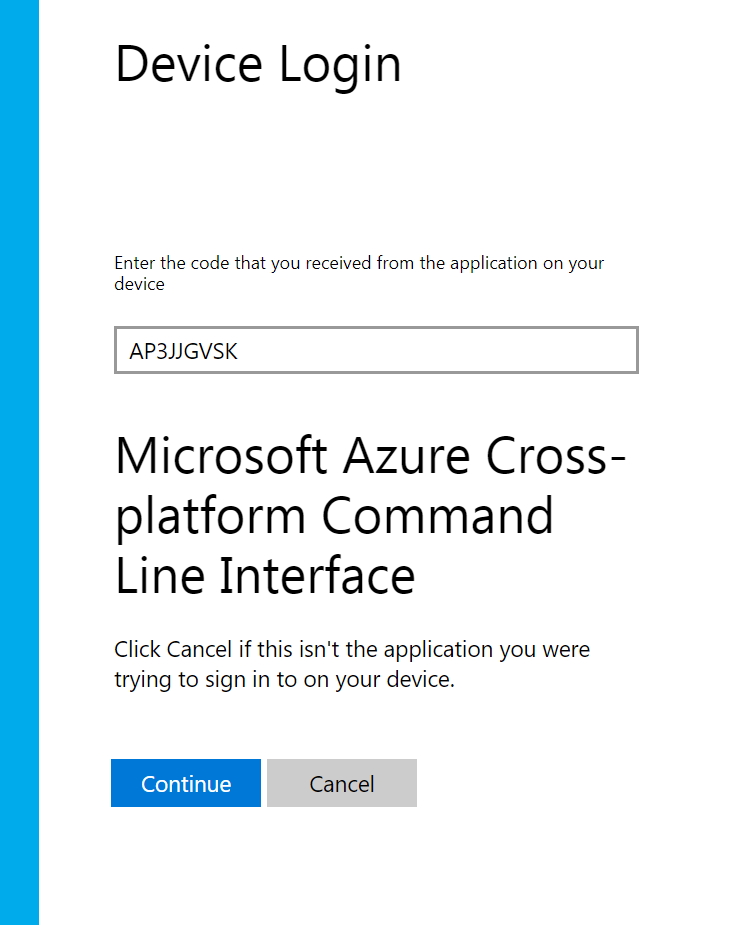 Device Login
Enter the code that you received from the application on your
device
AP3JJGVSK
Microsoft Azure Cross-
platform Command
Line Interface
Click Cancel if this isn't the application you were
trying to sign in to on your device.
Continue Cancel